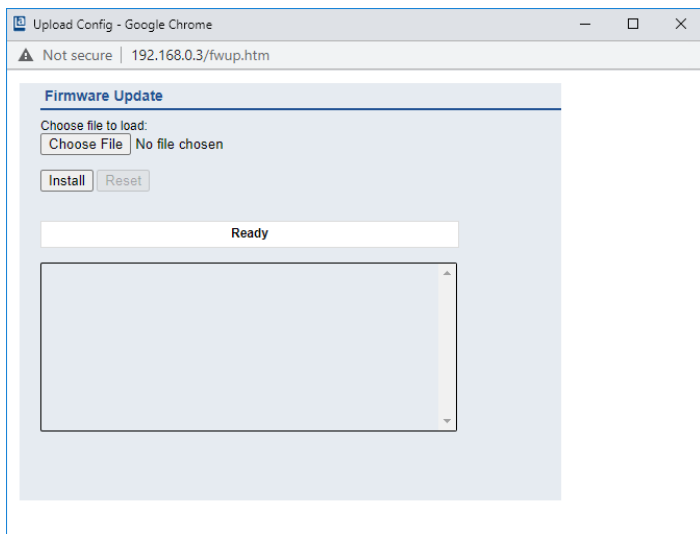 Upload Config - Google Chrome
Not secure | 192.168.0.3/fwup.htm
Firmware Update
Choose file to load:
Choose File No file chosen
Install Reset
Ready